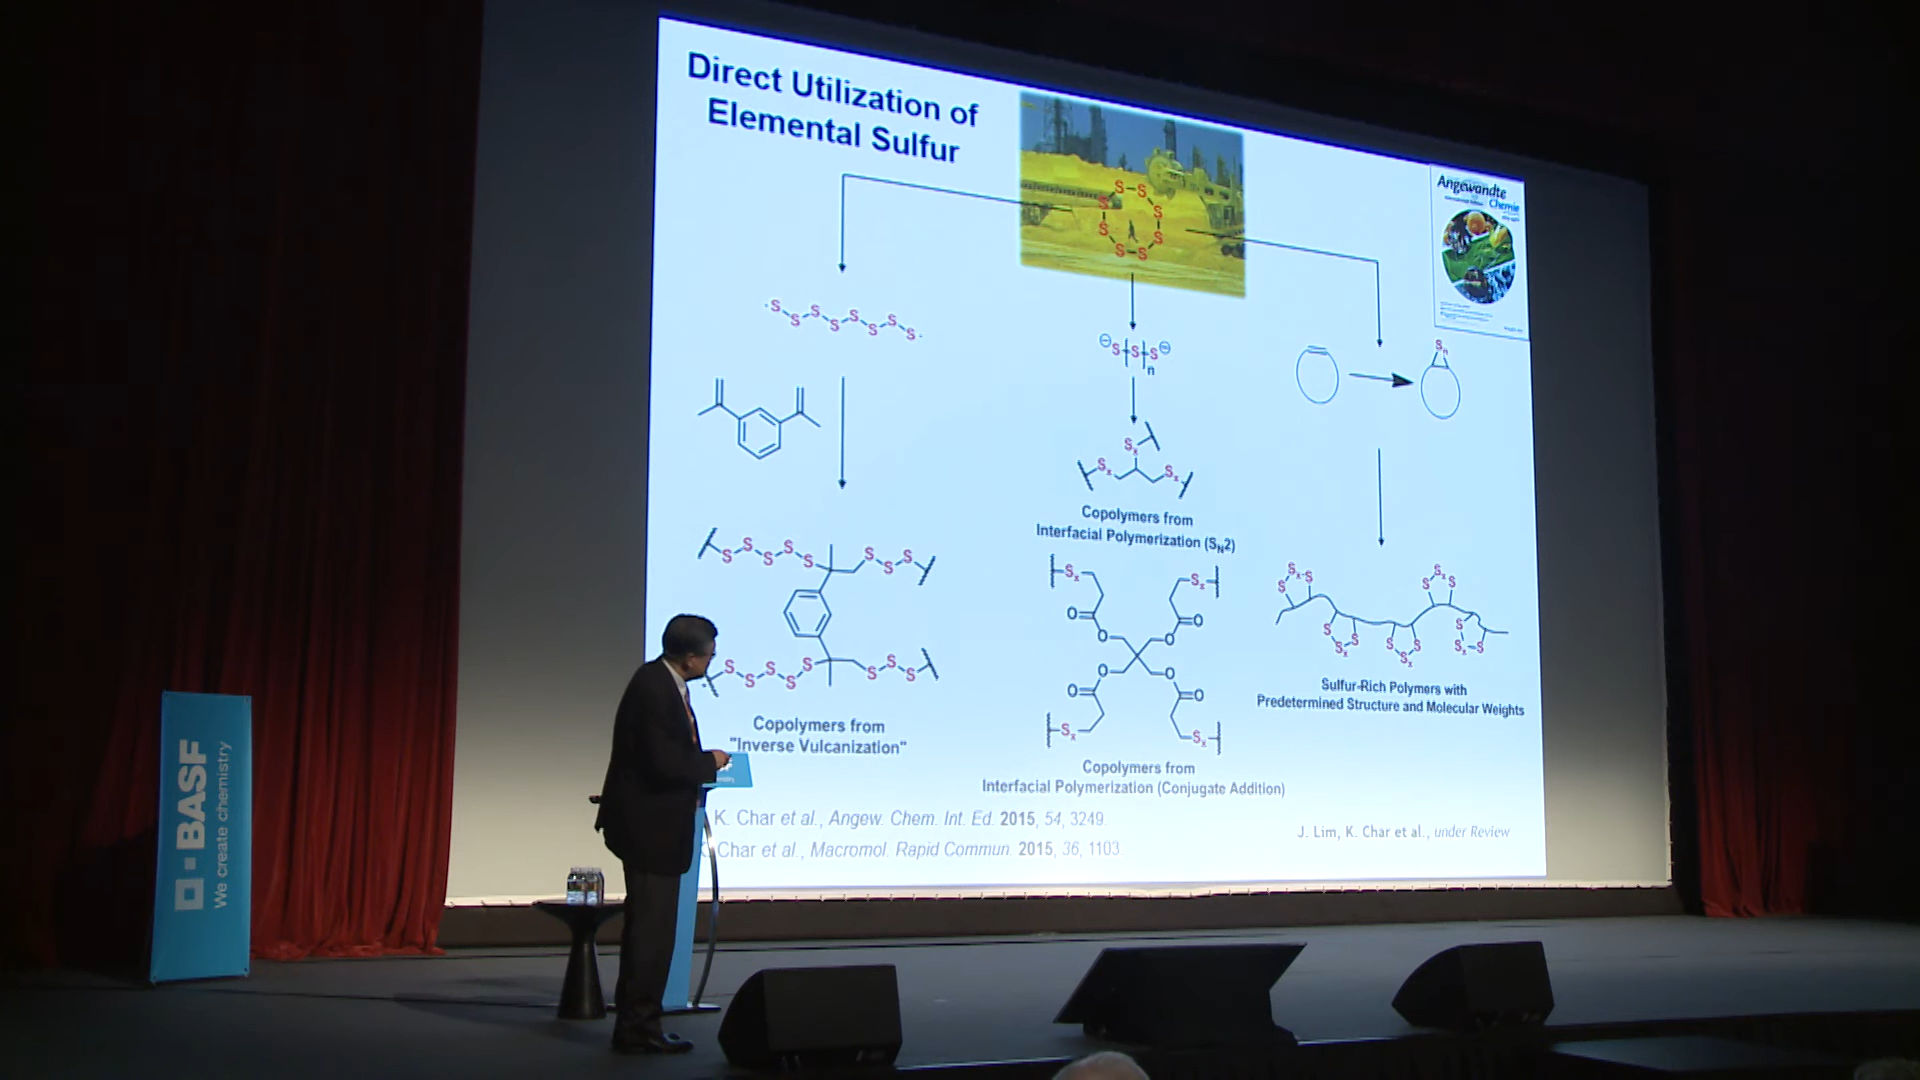 Direct Utilization of
Elemental Sulfur
Angewandte
Chemie
Copolymers from
"Inverse Vulcanization"
Copolymers from
Interfacial Polymerization (SN2)
Copolymers from
Interfacial Polymerization (Conjugate Addition)
Sulfur-Rich Polymers with
Predetermined Structure and Molecular Weights
K. Char et al., Angew. Chem. Int. Ed. 2015, 54, 3249.
Char et al., Macromol. Rapid Commun. 2015, 36, 1103.
J. Lim, K. Char et al., under Review
BASF
We create chemistry